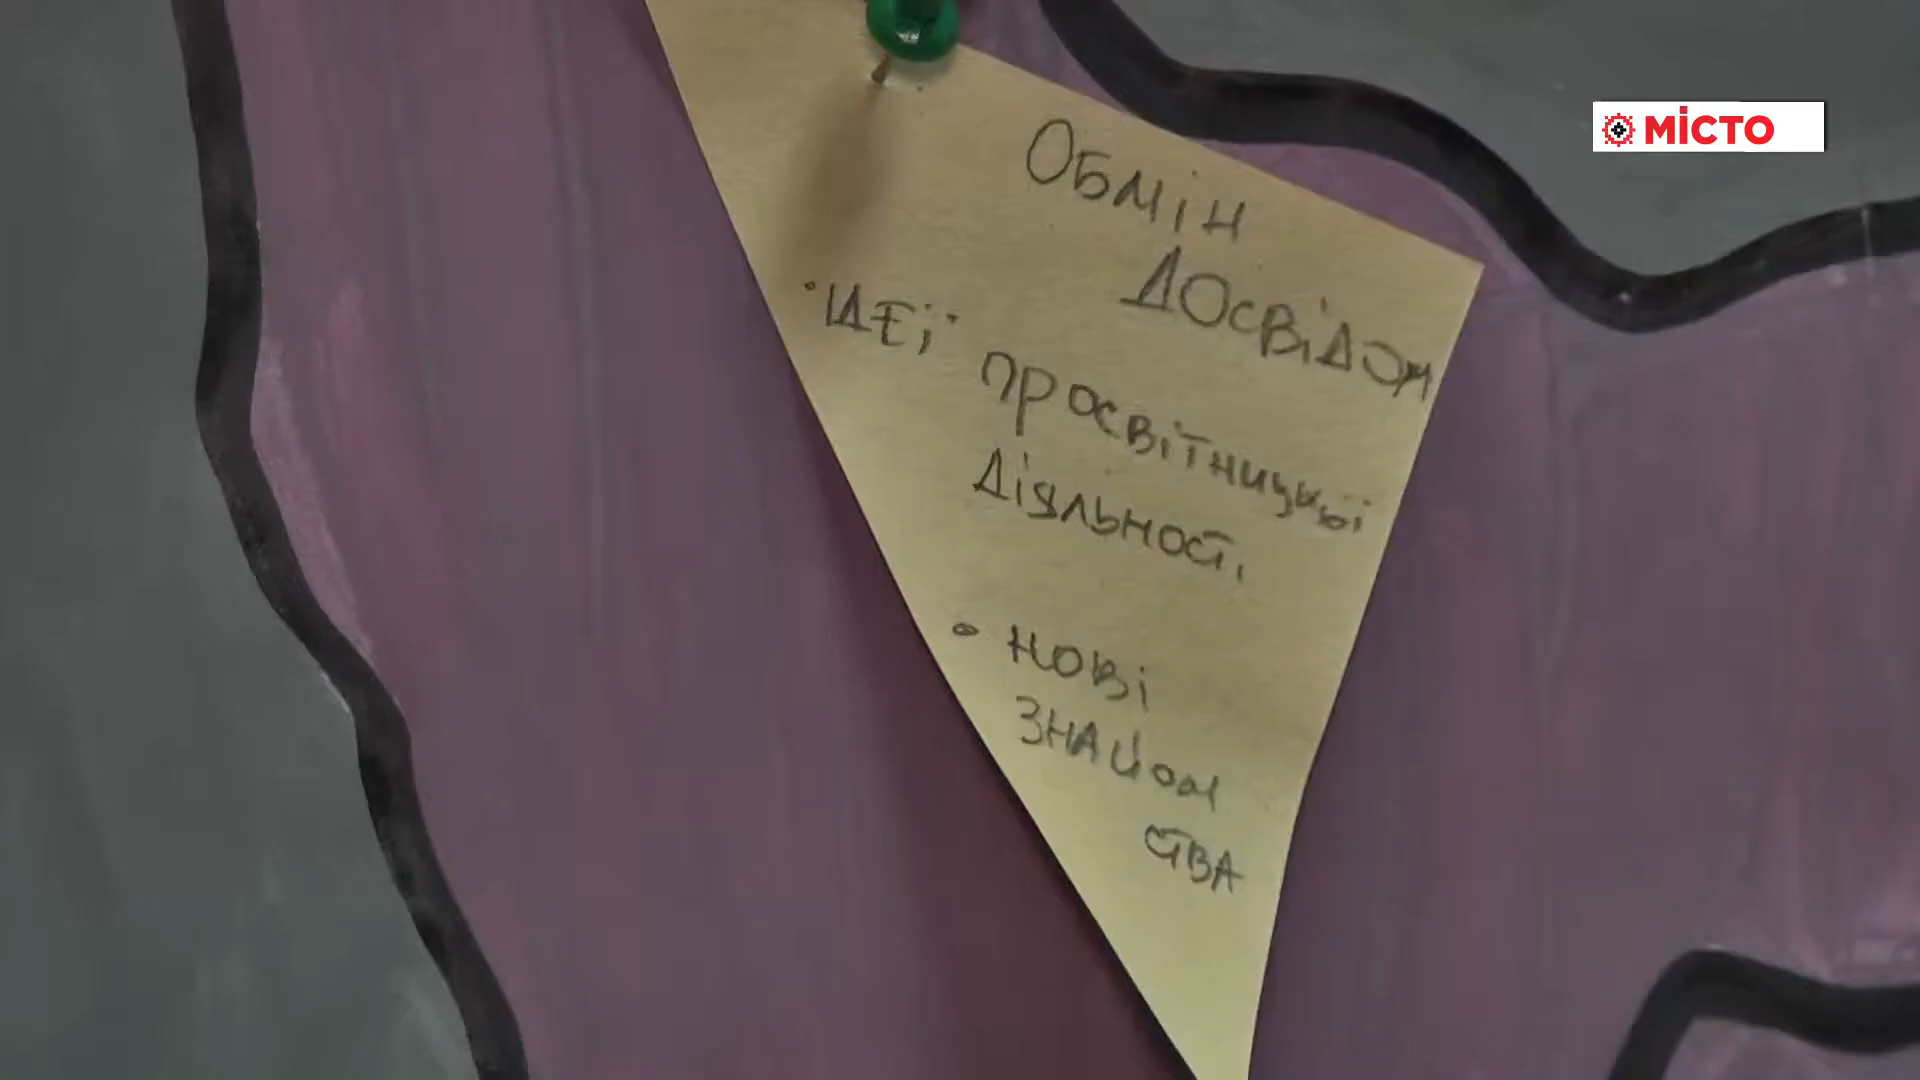 МІСТО
Обмін
досвідом
• ідеї просвітницької
діяльності
• нові
знайом
ства